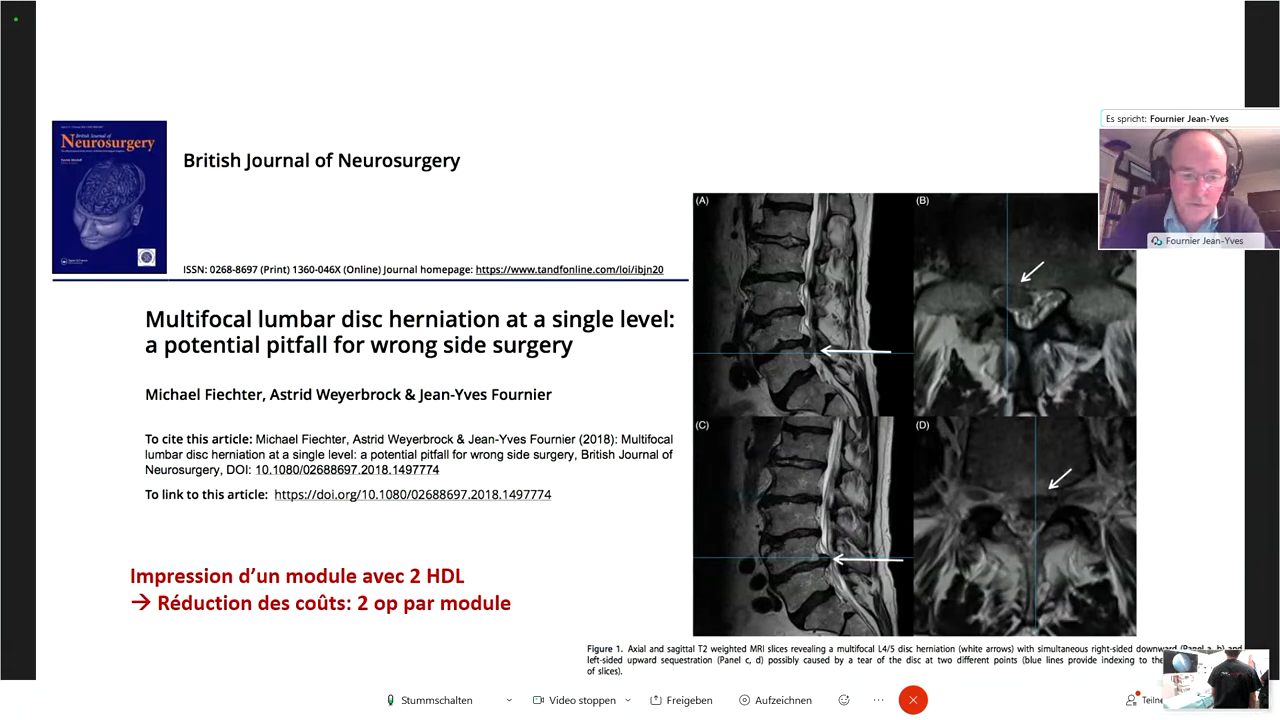 Es spricht: Fournier Jean-Yves
Fournier Jean-Yves
British Journal of
Neurosurgery
British Journal of Neurosurgery
ISSN: 0268-8697 (Print) 1360-046X (Online) Journal homepage: https://www.tandfonline.com/loi/ibjn20
Multifocal lumbar disc herniation at a single level:
a potential pitfall for wrong side surgery
Michael Fiechter, Astrid Weyerbrock & Jean-Yves Fournier
To cite this article: Michael Fiechter, Astrid Weyerbrock & Jean-Yves Fournier (2018): Multifocal
lumbar disc herniation at a single level: a potential pitfall for wrong side surgery, British Journal of
Neurosurgery, DOI: 10.1080/02688697.2018.1497774
To link to this article: https://doi.org/10.1080/02688697.2018.1497774
Impression d’un module avec 2 HDL
→ Réduction des coûts: 2 op par module
(A)
(B)
(C)
(D)
Figure 1. Axial and sagittal T2 weighted MRI slices revealing a multifocal L4/5 disc herniation (white arrows) with simultaneous right-sided downward (Panel a, b) and
left-sided upward sequestration (Panel c, d) possibly caused by a tear of the disc at two different points (blue lines provide indexing to the
of slices).
Stummschalten
Video stoppen
Freigeben
Aufzeichnen